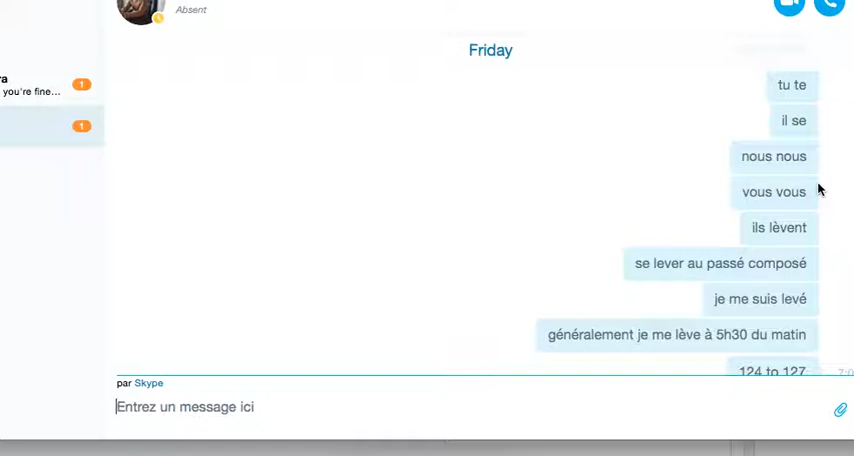 Absent
Friday
ra
1
you're fine...
1
tu te
il se
nous nous
vous vous
ils lèvent
se lever au passé composé
je me suis levé
généralement je me lève à 5h30 du matin
124 to 127
par Skype
Entrez un message ici